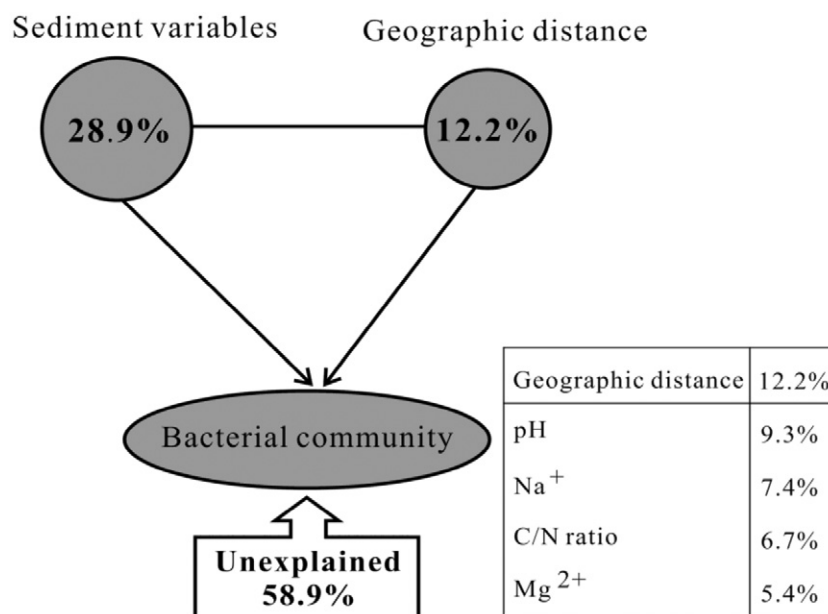 Sediment variables
Geographic distance
28.9%
12.2%
Bacterial community
Unexplained
58.9%
Geographic distance 12.2%
pH 9.3%
Na⁺ 7.4%
C/N ratio 6.7%
Mg²⁺ 5.4%